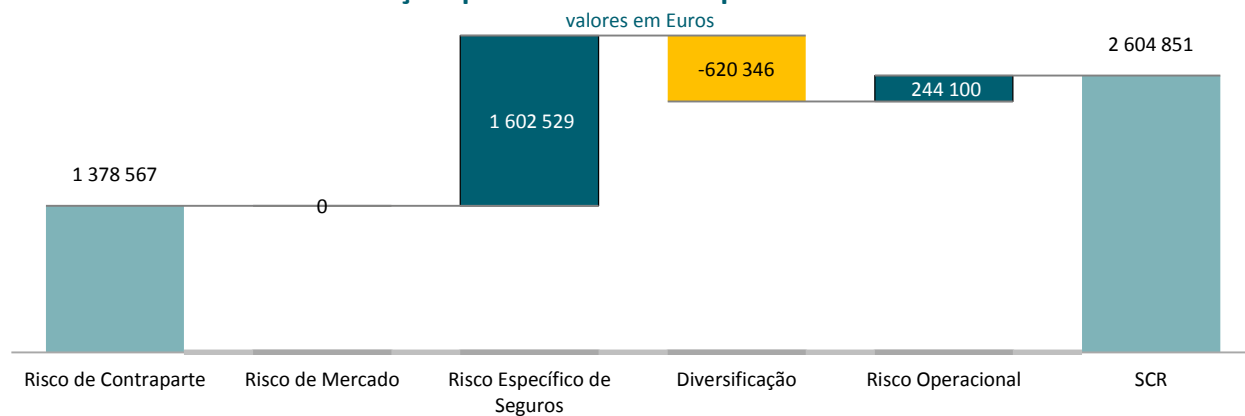 valores em Euros
2 604 851
-620 346
244 100
1 602 529
1 378 567
0
Risco de Contraparte
Risco de Mercado
Risco Específico de
Seguros
Diversificação
Risco Operacional
SCR